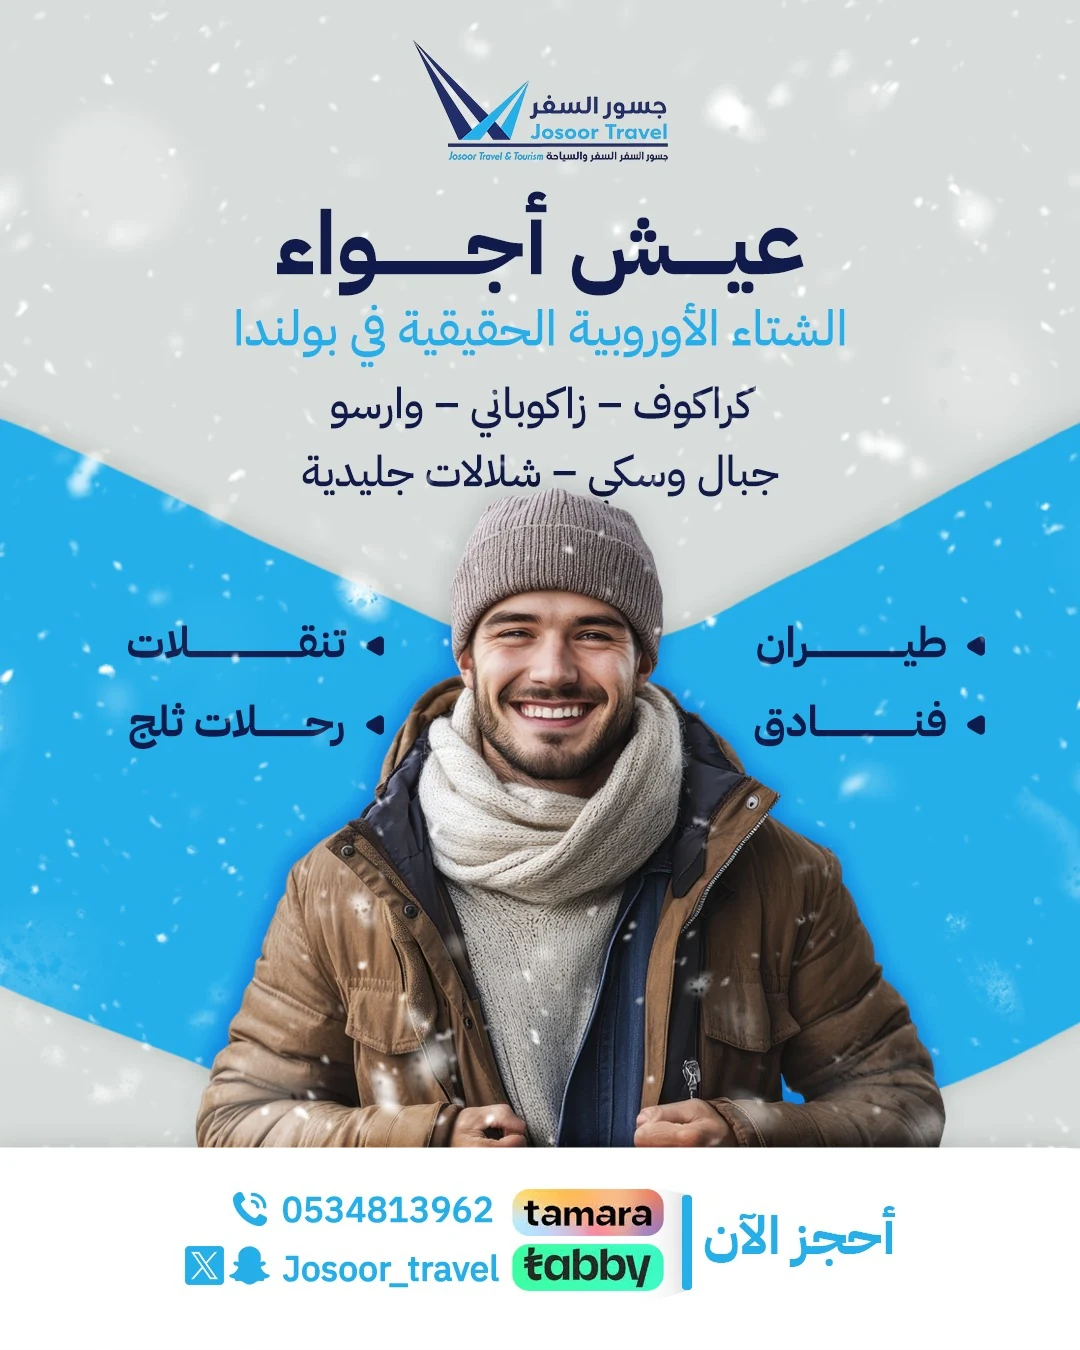 جسور السفر
Josoor Travel
Josoor Travel & Tourism جسور السفر السفر والسياحة
عيش أجواء
الشتاء الأوروبية الحقيقية في بولندا
كراكوف – زاكوباني – وارسو
جبال وسكي – شلالات جليدية
طيران
تنقلات
فنادق
رحلات ثلج
أحجز الآن
tamara
tabby
0534813962
Josoor_travel